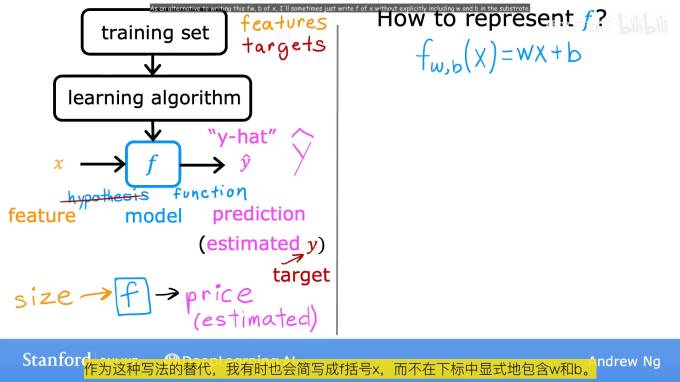 As an alternative to writing this fw, b of x, I'll sometimes just write f of x without explicitly including w and b in the substrate.
training set
features
targets
learning algorithm
x
f
"y-hat"
ŷ
ŷ
hypothesis function
feature
model
prediction
(estimated y)
target
size → f → price
(estimated)
How to represent f?
f_{w,b}(x) = wx + b
bilibili
Stanford
DeepLearning.AI
Andrew Ng
作为这种写法的替代，我有时也会简写成f括号x，而不在下标中显式地包含w和b。